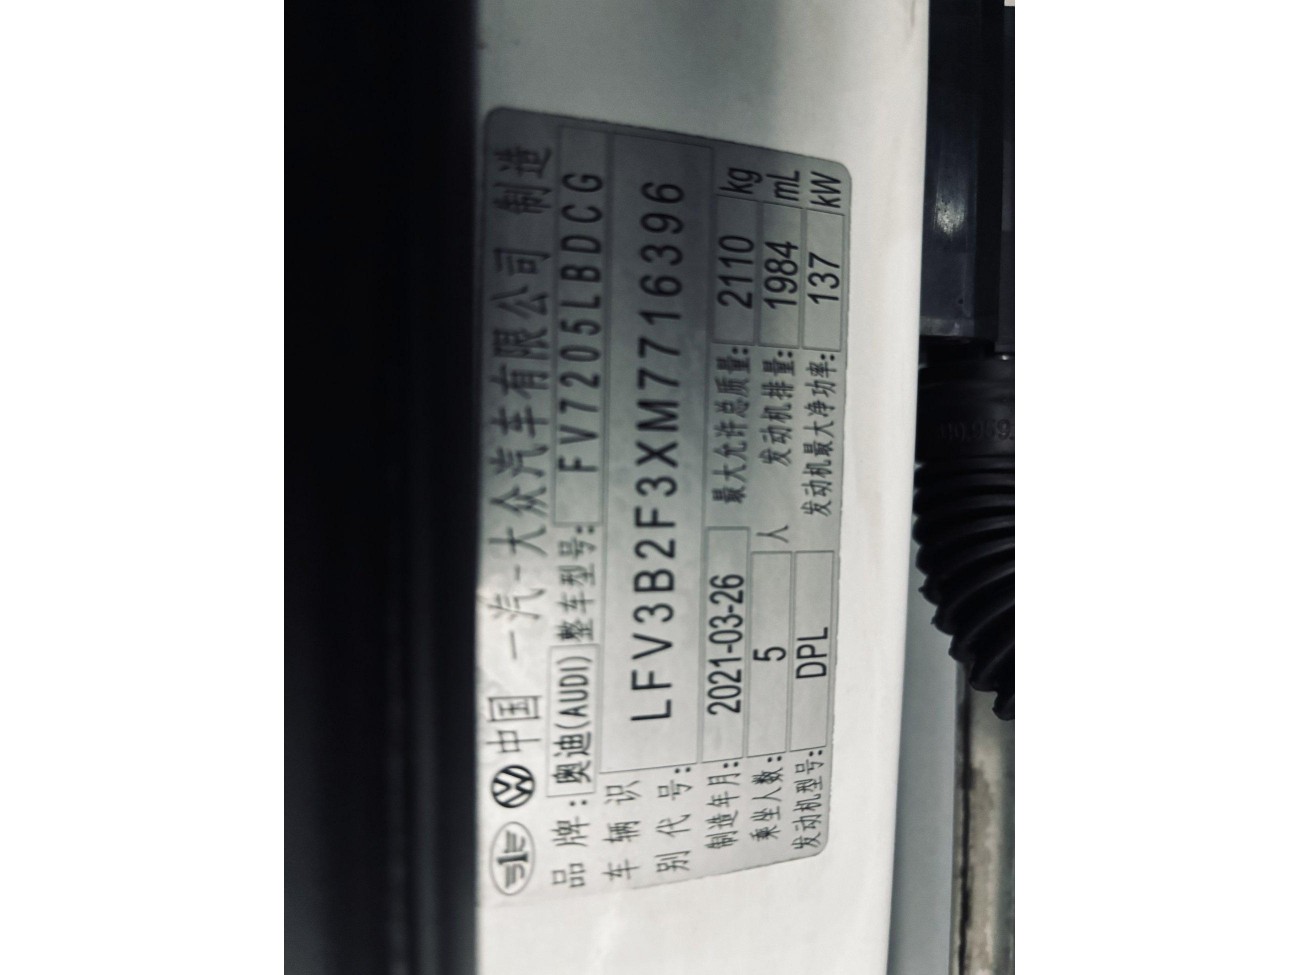 中国 一汽-大众汽车有限公司 制造
品牌: 奥迪(AUDI) 整车型号: FV7205LBDCG
车辆识别代号: LFV3B2F3XM7716396
制造年月: 2021-03-26 最大允许总质量: 2110 kg
乘坐人数: 5 人 发动机排量: 1984 mL
发动机型号: DPL 发动机最大净功率: 137 kW